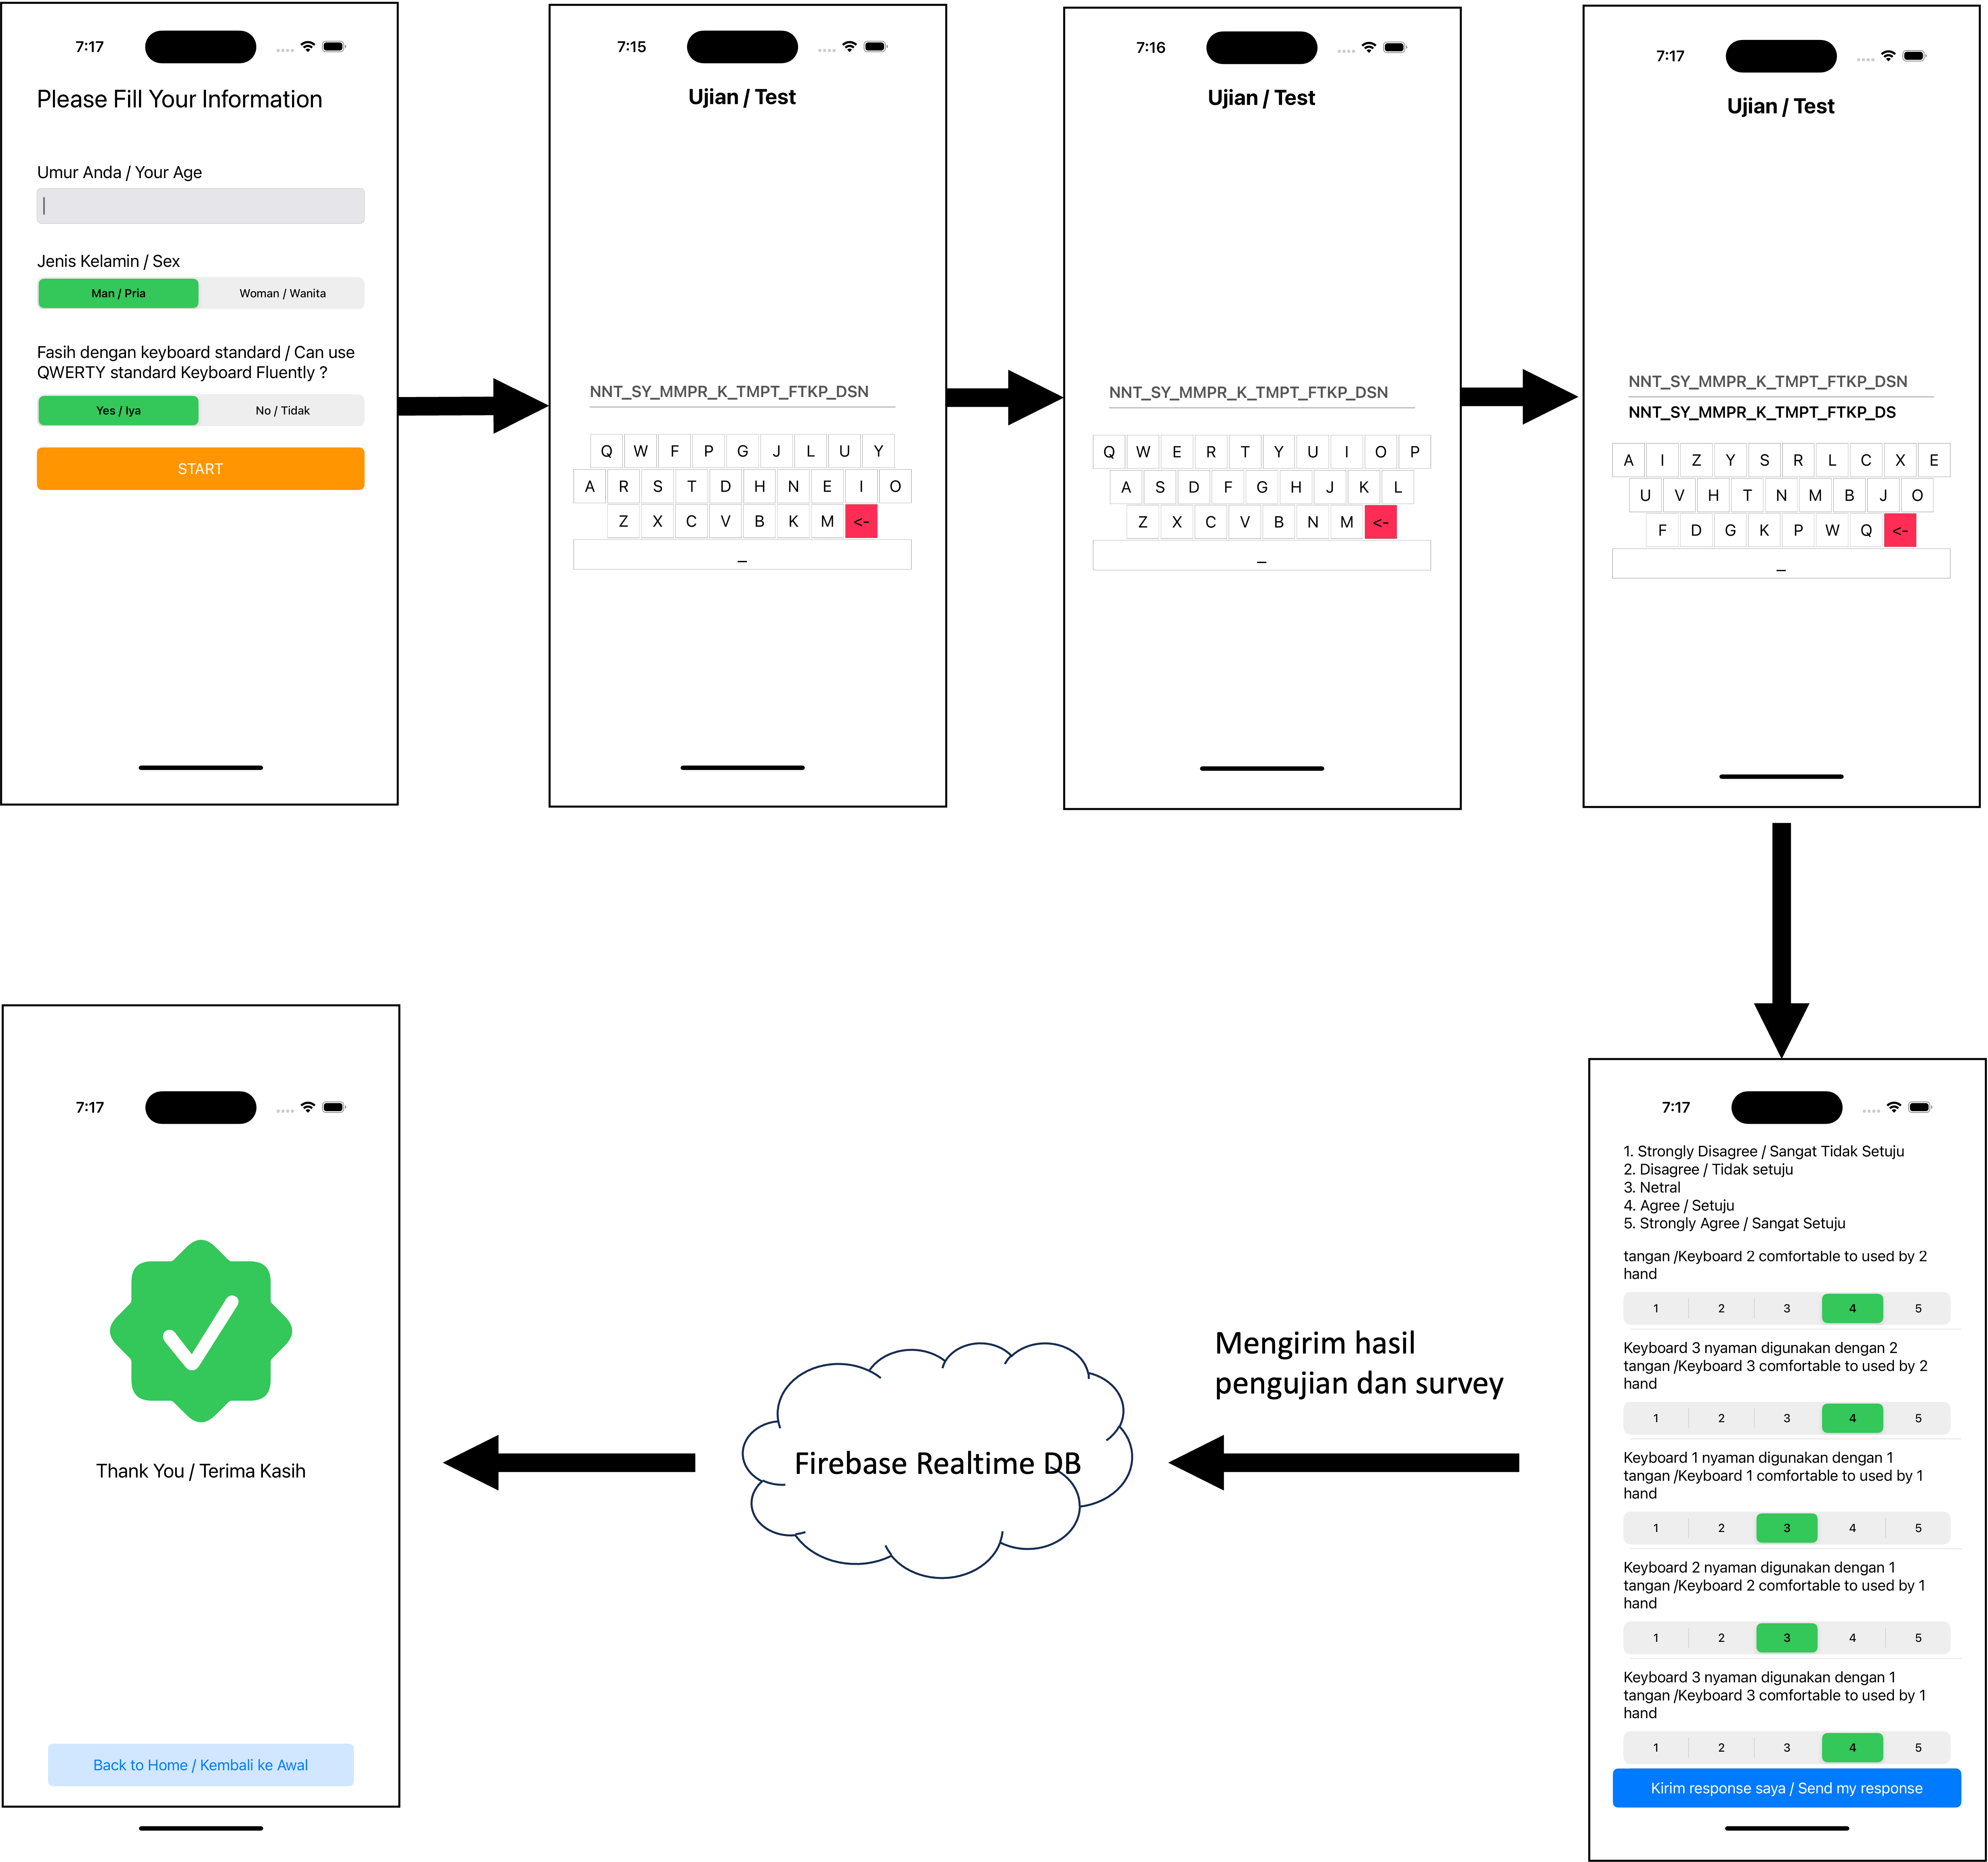 7:17
Please Fill Your Information
Umur Anda / Your Age
Jenis Kelamin / Sex
Man / Pria
Woman / Wanita
Fasih dengan keyboard standard / Can use
QWERTY standard Keyboard Fluently ?
Yes / Iya
No / Tidak
START
7:15
Ujian / Test
NNT_SY_MMPR_K_TMPT_FTKP_DSN
Q W F P G J L U Y
A R S T D H N E I O
Z X C V B K M <-
_
7:16
Ujian / Test
NNT_SY_MMPR_K_TMPT_FTKP_DSN
Q W E R T Y U I O P
A S D F G H J K L
Z X C V B N M <-
_
7:17
Ujian / Test
NNT_SY_MMPR_K_TMPT_FTKP_DSN
NNT_SY_MMPR_K_TMPT_FTKP_DS
A I Z Y S R L C X E
U V H T N M B J O
F D G K P W Q <-
_
7:17
1. Strongly Disagree / Sangat Tidak Setuju
2. Disagree / Tidak setuju
3. Netral
4. Agree / Setuju
5. Strongly Agree / Sangat Setuju
tangan /Keyboard 2 comfortable to used by 2
hand
1 2 3 4 5
Keyboard 3 nyaman digunakan dengan 2
tangan /Keyboard 3 comfortable to used by 2
hand
1 2 3 4 5
Keyboard 1 nyaman digunakan dengan 1
tangan /Keyboard 1 comfortable to used by 1
hand
1 2 3 4 5
Keyboard 2 nyaman digunakan dengan 1
tangan /Keyboard 2 comfortable to used by 1
hand
1 2 3 4 5
Keyboard 3 nyaman digunakan dengan 1
tangan /Keyboard 3 comfortable to used by 1
hand
1 2 3 4 5
Kirim response saya / Send my response
Mengirim hasil
pengujian dan survey
Firebase Realtime DB
7:17
Thank You / Terima Kasih
Back to Home / Kembali ke Awal